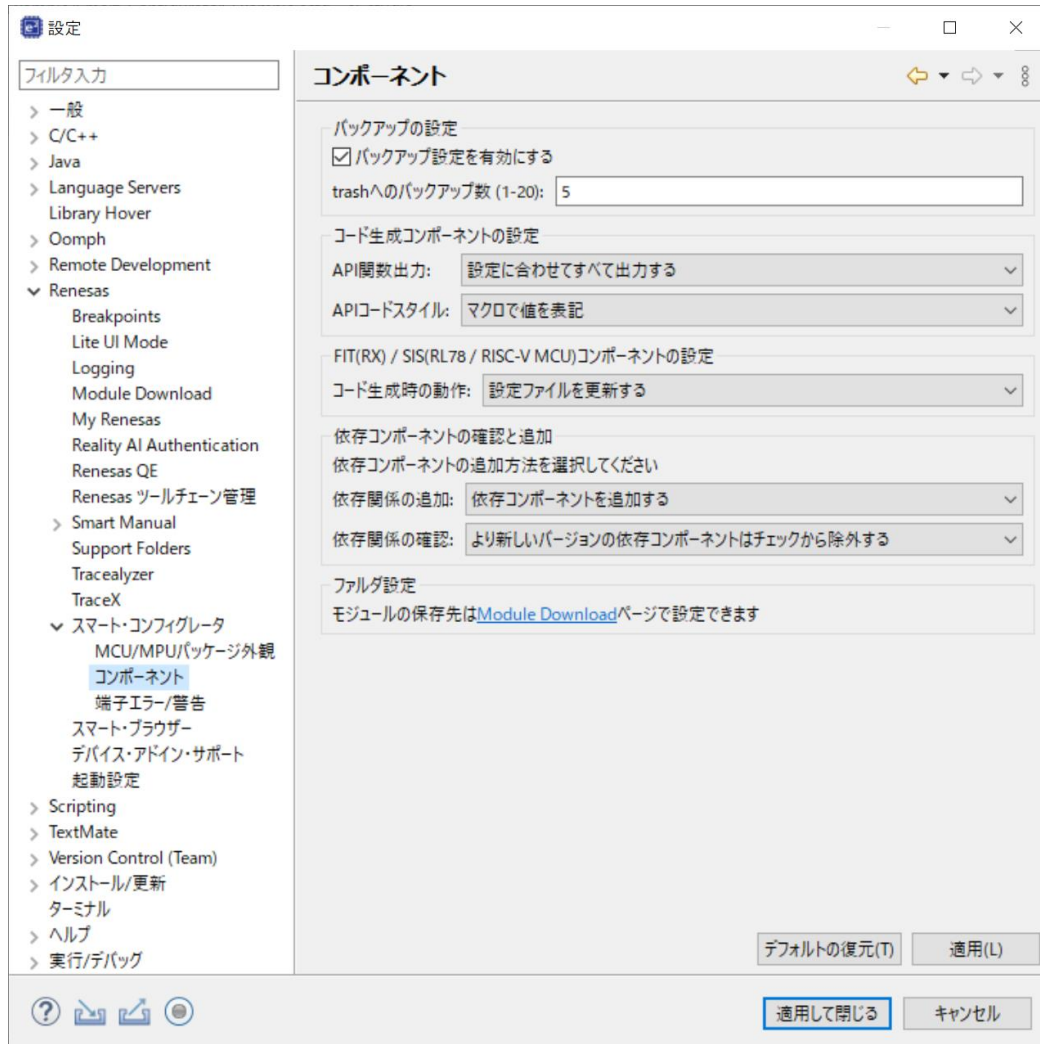 設定
フィルタ入力
一般
C/C++
Java
Language Servers
Library Hover
Oomph
Remote Development
Renesas
Breakpoints
Lite UI Mode
Logging
Module Download
My Renesas
Reality AI Authentication
Renesas QE
Renesas ツールチェーン管理
Smart Manual
Support Folders
Tracealyzer
TraceX
スマート・コンフィグレータ
MCU/MPUパッケージ外観
コンポーネント
端子エラー/警告
スマート・ブラウザー
デバイス・アドイン・サポート
起動設定
Scripting
TextMate
Version Control (Team)
インストール/更新
ターミナル
ヘルプ
実行/デバッグ
コンポーネント
バックアップの設定
バックアップ設定を有効にする
trashへのバックアップ数 (1-20): 5
コード生成コンポーネントの設定
API関数出力: 設定に合わせてすべて出力する
APIコードスタイル: マクロで値を表記
FIT(RX) / SIS(RL78 / RISC-V MCU)コンポーネントの設定
コード生成時の動作: 設定ファイルを更新する
依存コンポーネントの確認と追加
依存コンポーネントの追加方法を選択してください
依存関係の追加: 依存コンポーネントを追加する
依存関係の確認: より新しいバージョンの依存コンポーネントはチェックから除外する
ファルダ設定
モジュールの保存先はModule Downloadページで設定できます
デフォルトの復元(T) 適用(L)
適用して閉じる キャンセル